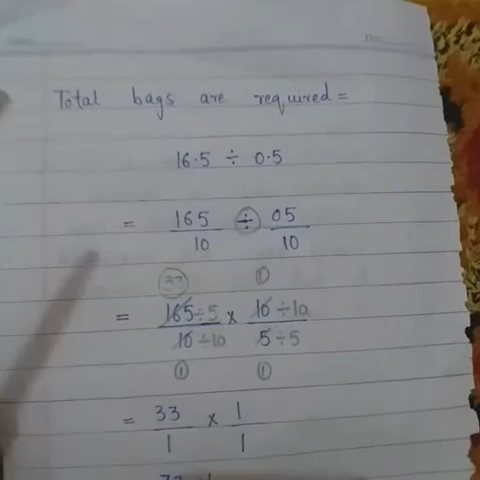 Total bags are required =
16.5 ÷ 0.5
= 165/10 ÷ 05/10
33 1
= 165÷5/10÷10 × 10÷10/5÷5
1 1
= 33/1 × 1/1